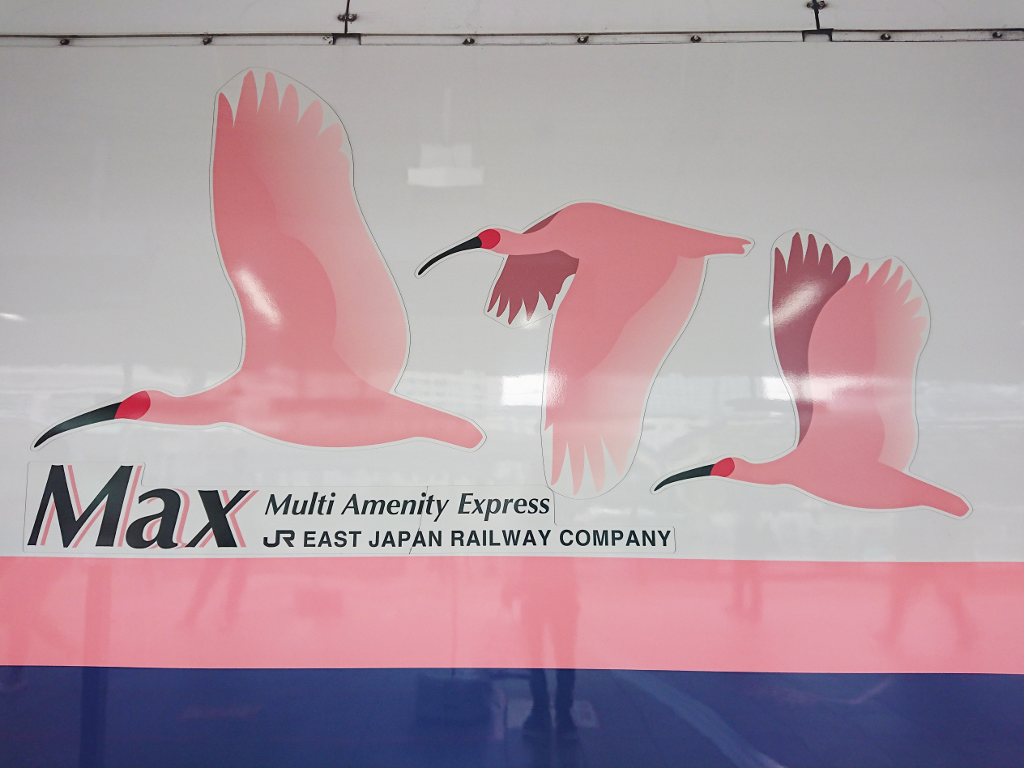 Max Multi Amenity Express
JR EAST JAPAN RAILWAY COMPANY